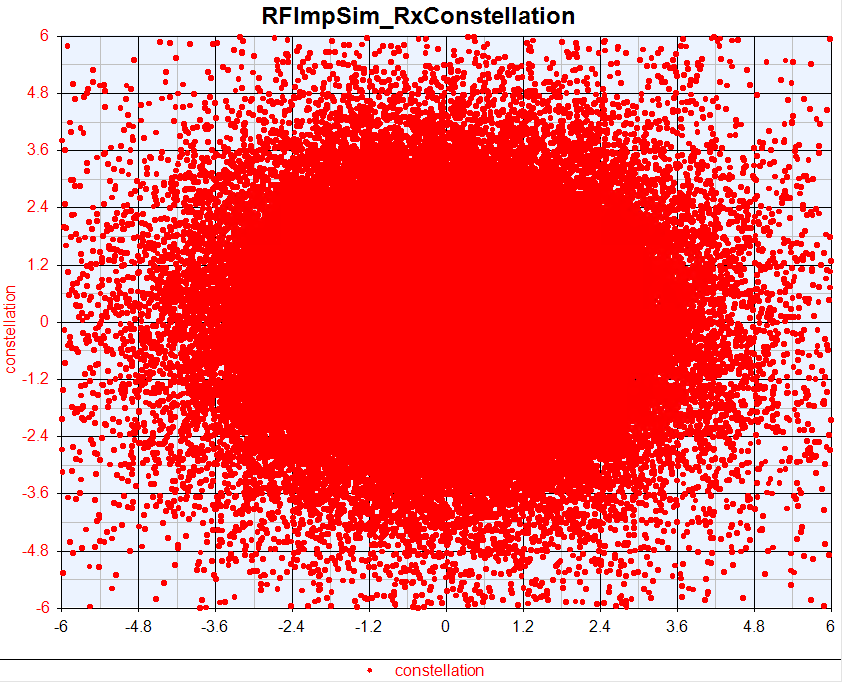 RFImpSim_RxConstellation
6
4.8
3.6
2.4
1.2
0
-1.2
-2.4
-3.6
-4.8
-6
constellation
-6 -4.8 -3.6 -2.4 -1.2 0 1.2 2.4 3.6 4.8 6
constellation